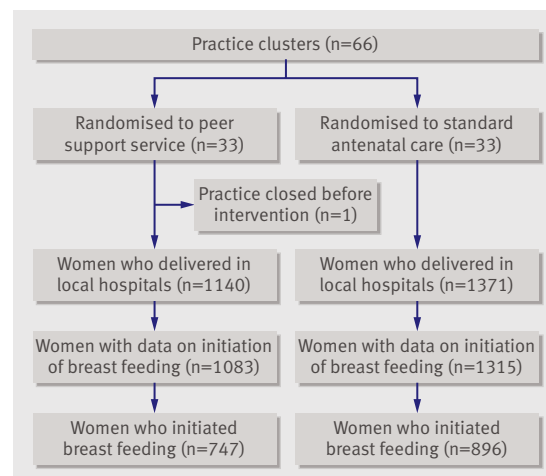 Practice clusters (n=66)
Randomised to peer
support service (n=33)
Randomised to standard
antenatal care (n=33)
Practice closed before
intervention (n=1)
Women who delivered in
local hospitals (n=1140)
Women who delivered in
local hospitals (n=1371)
Women with data on initiation
of breast feeding (n=1083)
Women with data on initiation
of breast feeding (n=1315)
Women who initiated
breast feeding (n=747)
Women who initiated
breast feeding (n=896)